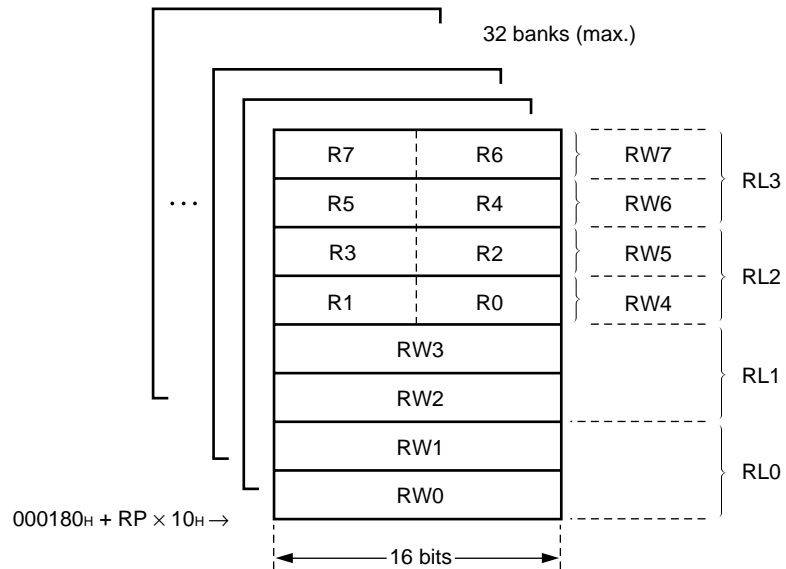 32 banks (max.)
R7 R6 RW7
RL3
R5 R4 RW6
...
R3 R2 RW5
RL2
R1 R0 RW4
RW3
RL1
RW2
RW1
RL0
RW0
000180H + RP × 10H →
16 bits